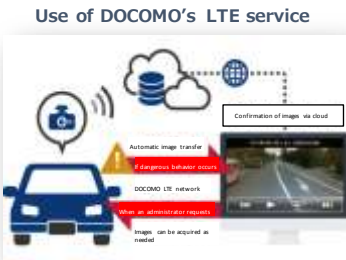 Use of DOCOMO’s LTE service
Confirmation of images via cloud
Automatic image transfer
If dangerous behavior occurs
DOCOMO LTE network
When an administrator requests
Images can be acquired as
needed